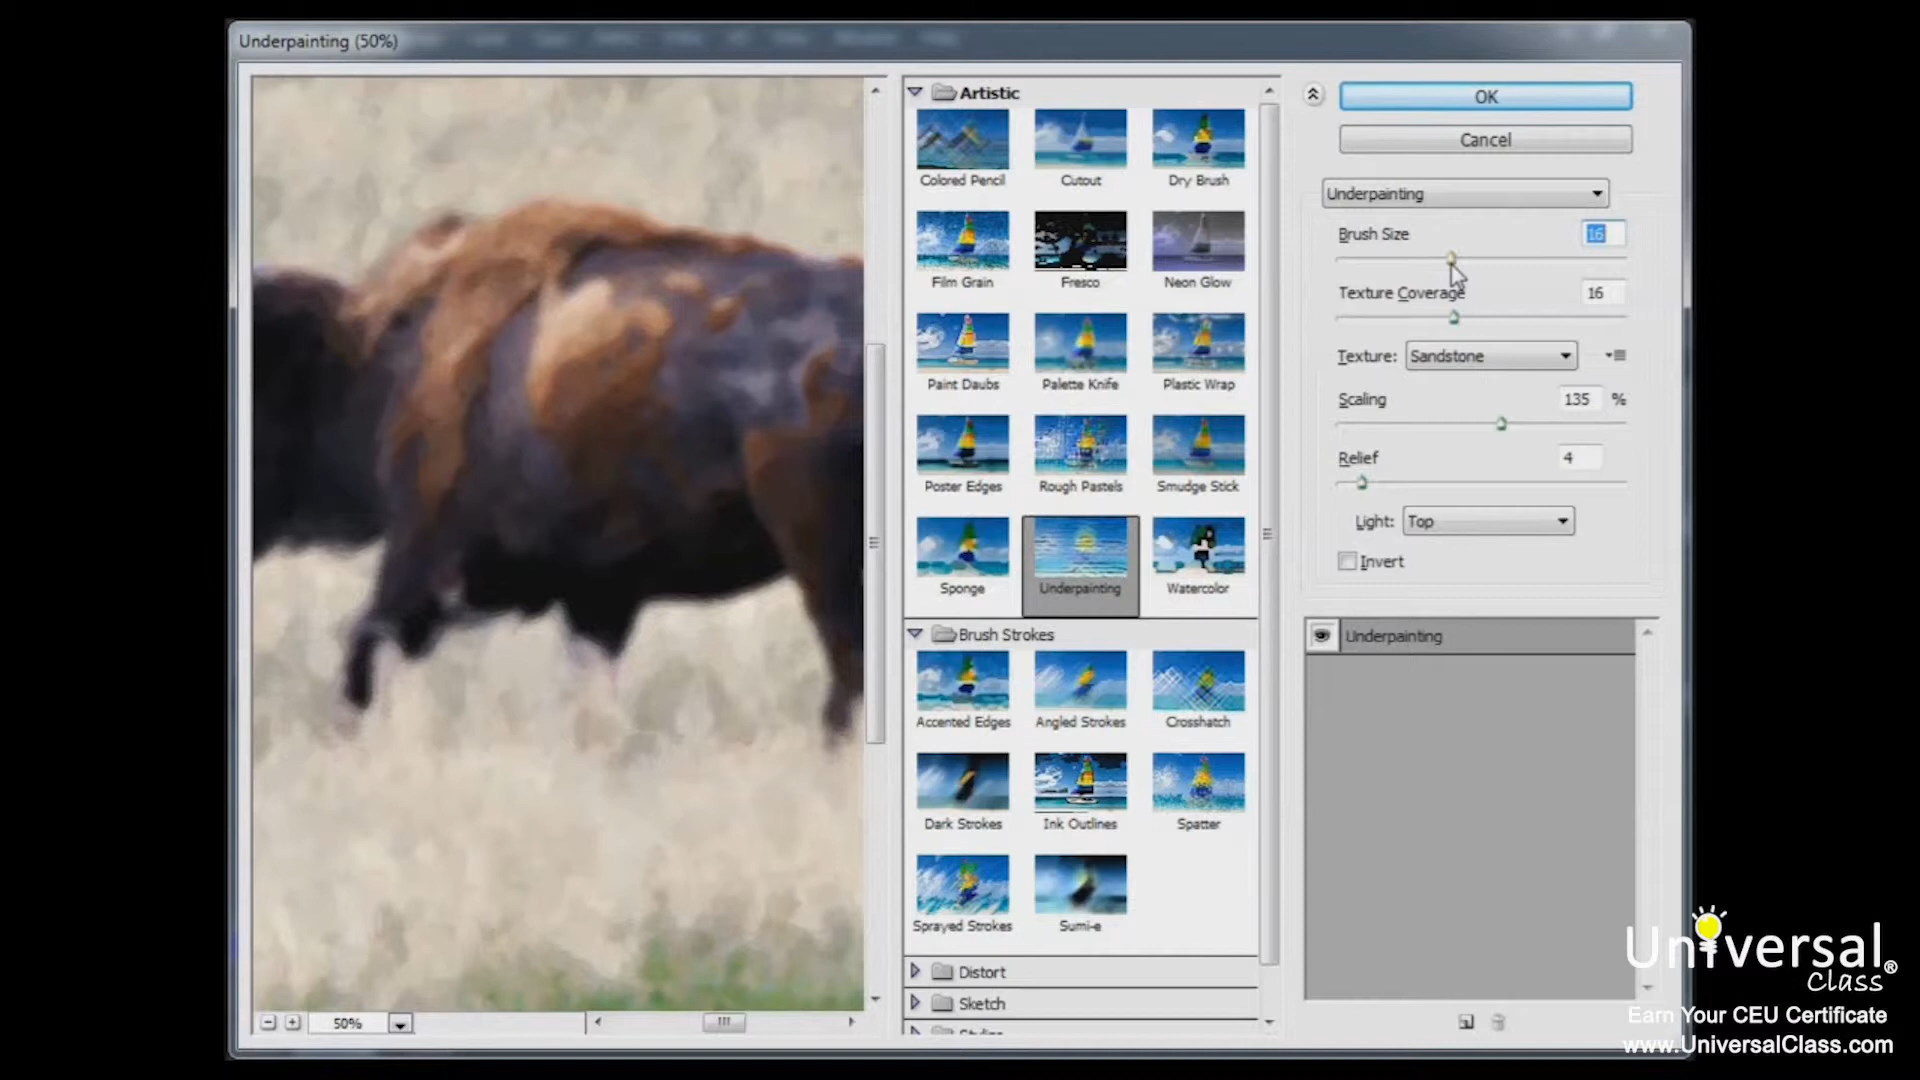 Underpainting (50%)
Artistic
Colored Pencil
Cutout
Dry Brush
Film Grain
Fresco
Neon Glow
Paint Daubs
Palette Knife
Plastic Wrap
Poster Edges
Rough Pastels
Smudge Stick
Sponge
Underpainting
Watercolor
Brush Strokes
Accented Edges
Angled Strokes
Crosshatch
Dark Strokes
Ink Outlines
Spatter
Sprayed Strokes
Sumi-e
Distort
Sketch
50%
OK
Cancel
Underpainting
Brush Size 16
Texture Coverage 16
Texture: Sandstone
Scaling 135 %
Relief 4
Light: Top
Invert
Underpainting
Universal®
Class
Earn Your CEU Certificate
www.UniversalClass.com